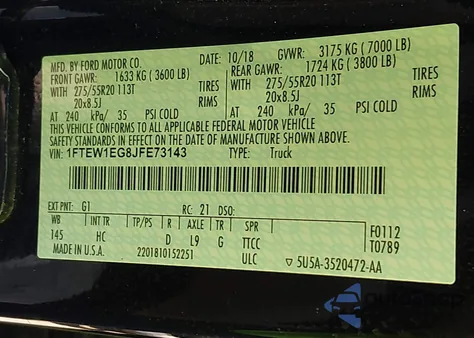 MFD. BY FORD MOTOR CO. DATE: 10/18 GVWR: 3175 KG ( 7000 LB)
FRONT GAWR: 1633 KG ( 3600 LB) REAR GAWR: 1724 KG ( 3800 LB)
WITH 275/55R20 113T TIRES WITH 275/55R20 113T TIRES
20x8.5J RIMS 20x8.5J RIMS
AT 240 kPa/ 35 PSI COLD AT 240 kPa/ 35 PSI COLD
THIS VEHICLE CONFORMS TO ALL APPLICABLE FEDERAL MOTOR VEHICLE
SAFETY STANDARDS IN EFFECT ON THE DATE OF MANUFACTURE SHOWN ABOVE.
VIN: 1FTEW1EG8JFE73143 TYPE: Truck
EXT PNT: G1 RC: 21 DSO:
WB INT TR TP/PS R AXLE TR SPR F0112
145 HC D L9 G TTCC T0789
MADE IN U.S.A. 2201810152251 ULC 5U5A-3520472-AA